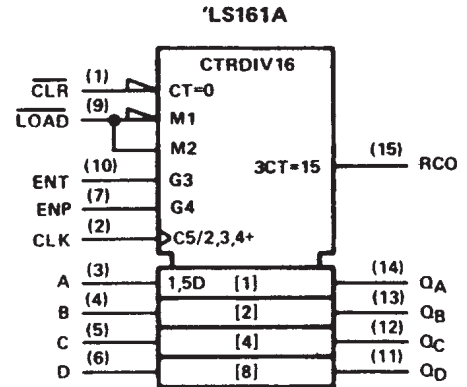 'LS161A
CTRDIV16
CLR (1) CT=0
LOAD (9) M1
M2
ENT (10) G3 3CT=15 (15) RCO
ENP (7) G4
CLK (2) C5/2,3,4+
A (3) 1,5D [1] (14) QA
B (4) [2] (13) QB
C (5) [4] (12) QC
D (6) [8] (11) QD